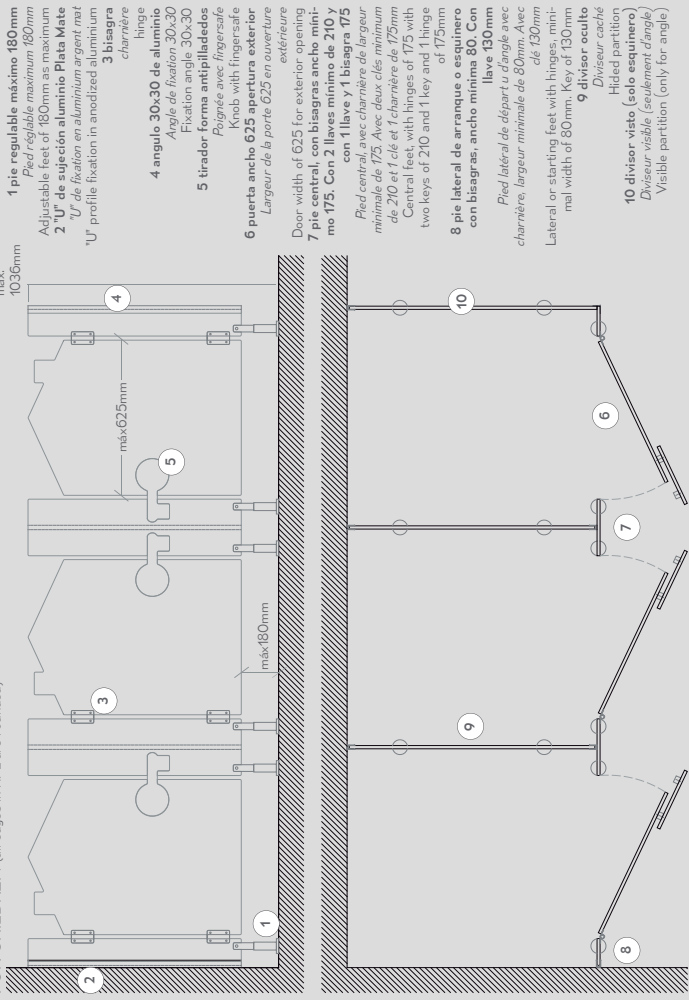 1 pie regulable máximo 180mm
Pied réglable maximum 180mm
Adjustable feet of 180mm as maximum
2 "U" de sujeción aluminio Plata Mate
"U" de fixation en aluminium argent mat
"U" profile fixation in anodized aluminium
3 bisagra
charnière
hinge
4 angulo 30x30 de aluminio
Angle de fixation 30x30
Fixation angle 30x30
5 tirador forma antipilladedos
Poignée avec fingersafe
Knob with fingersafe
6 puerta ancho 625 apertura exterior
Largeur de la porte 625 en ouverture
extérieure
Door width of 625 for exterior opening
7 pie central, con bisagras ancho míni-
mo 175. Con 2 llaves mínimo de 210 y
con 1 llave y 1 bisagra 175
Pied central, avec charnière de largeur
minimale de 175. Avec deux clés minimum
de 210 et 1 clé et 1 charnière de 175mm
Central feet, with hinges of 175 with
two keys of 210 and 1 key and 1 hinge
of 175mm
8 pie lateral de arranque o esquinero
con bisagras, ancho mínima 80. Con
llave 130mm
Pied latéral de départ u d'angle avec
charnière, largeur minimale de 80mm. Avec
clé 130mm
Lateral or starting feet with hinges, mini-
mal width of 80mm. Key of 130mm
9 divisor oculto
Diviseur caché
Hided partition
10 divisor visto (solo esquinero)
Diviseur visible (seulement d'angle)
Visible partition (only for angle)
máx.
1036mm
máx625mm
máx180mm
1
2
3
4
5
6
7
8
9
10